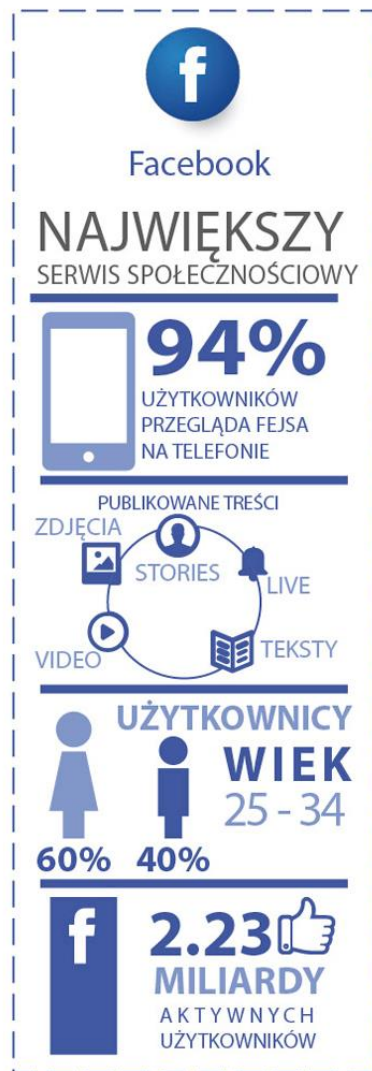 f
Facebook
NAJWIĘKSZY
SERWIS SPOŁECZNOŚCIOWY
94%
UŻYTKOWNIKÓW
PRZEGLĄDA FEJSA
NA TELEFONIE
PUBLIKOWANE TREŚCI
ZDJĘCIA
STORIES
LIVE
VIDEO
TEKSTY
UŻYTKOWNICY
WIEK
25 - 34
60% 40%
f
2.23
MILIARDY
AKTYWNYCH
UŻYTKOWNIKÓW